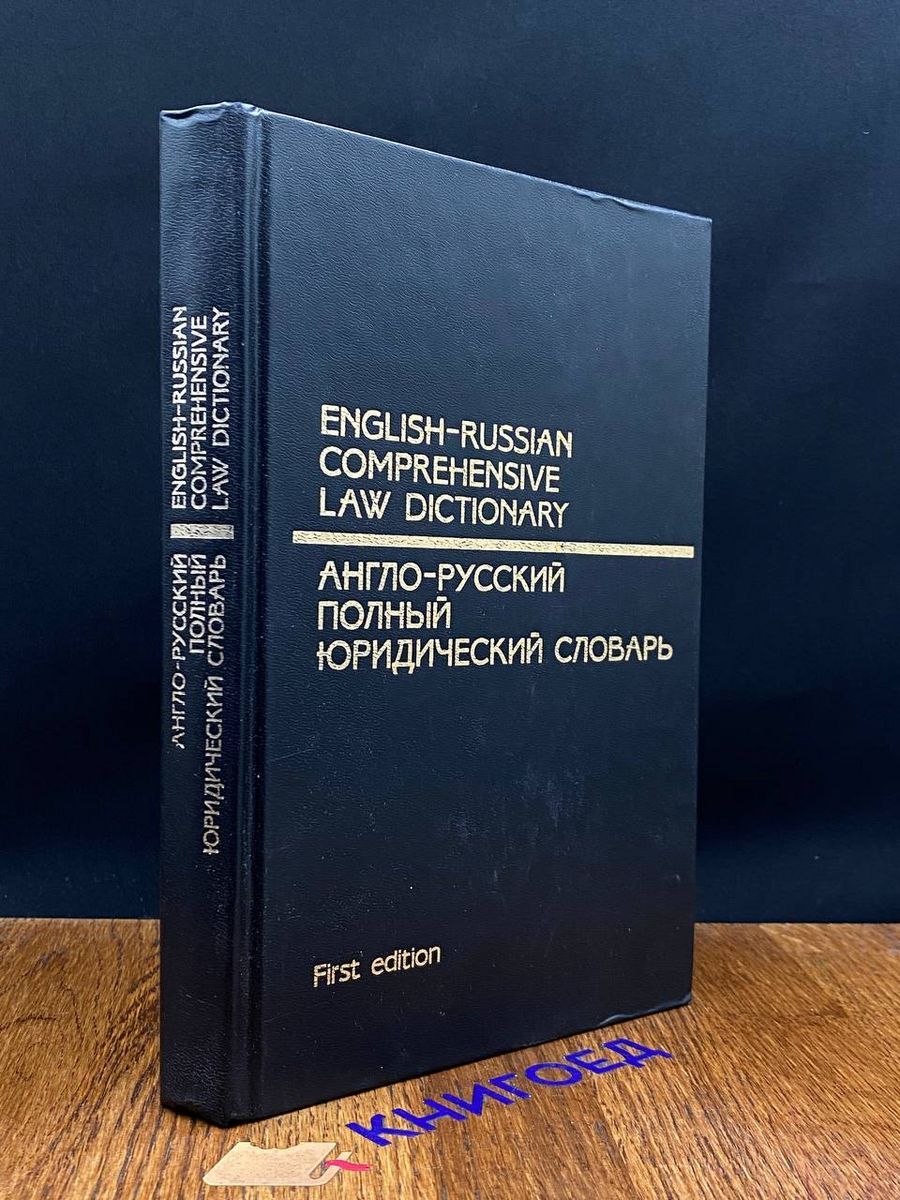 ENGLISH-RUSSIAN
COMPREHENSIVE
LAW DICTIONARY
АНГЛО-РУССКИЙ
ПОЛНЫЙ
ЮРИДИЧЕСКИЙ СЛОВАРЬ
ENGLISH-RUSSIAN
COMPREHENSIVE
LAW DICTIONARY
АНГЛО-РУССКИЙ
ПОЛНЫЙ
ЮРИДИЧЕСКИЙ СЛОВАРЬ
First edition
КНИГОЕД